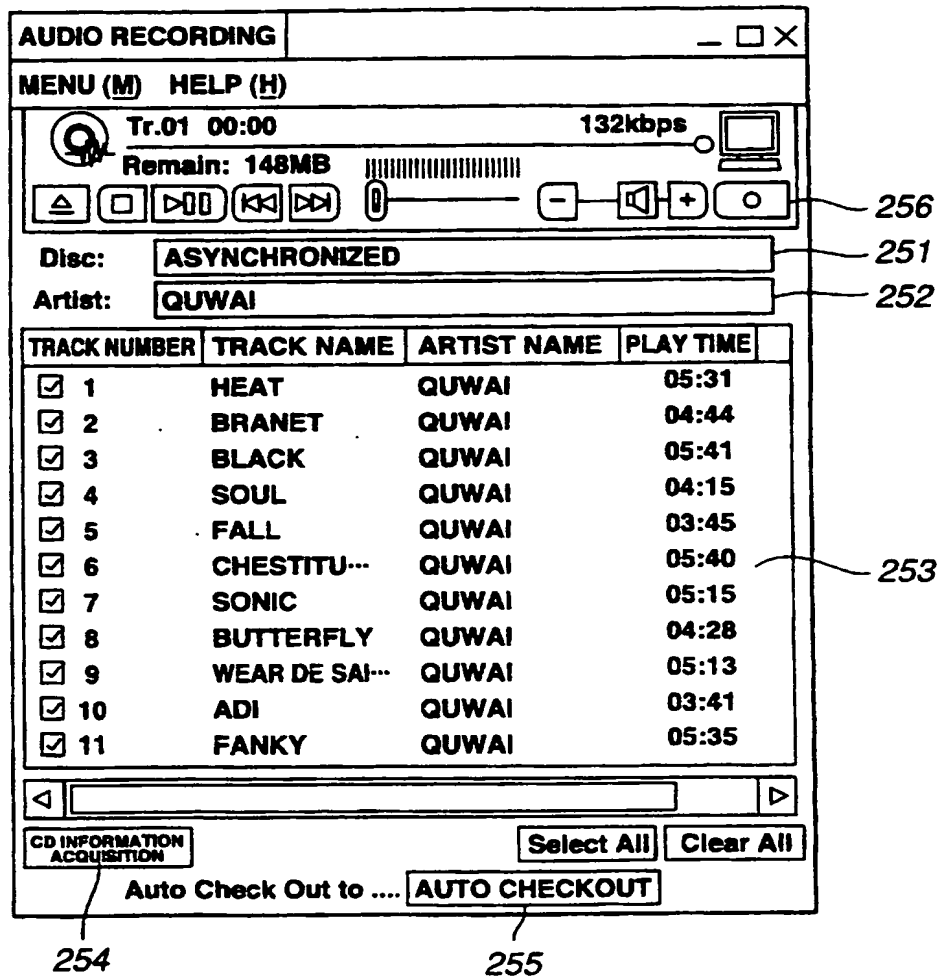 AUDIO RECORDING
MENU (M) HELP (H)
Tr.01 00:00 132kbps
Remain: 148MB
256
Disc: ASYNCHRONIZED 251
Artist: QUWAI 252
TRACK NUMBER TRACK NAME ARTIST NAME PLAY TIME
1 HEAT QUWAI 05:31
2 BRANET QUWAI 04:44
3 BLACK QUWAI 05:41
4 SOUL QUWAI 04:15
5 FALL QUWAI 03:45
6 CHESTITU... QUWAI 05:40 253
7 SONIC QUWAI 05:15
8 BUTTERFLY QUWAI 04:28
9 WEAR DE SAI... QUWAI 05:13
10 ADI QUWAI 03:41
11 FANKY QUWAI 05:35
CD INFORMATION
ACQUISITION
Select All Clear All
Auto Check Out to .... AUTO CHECKOUT
254 255